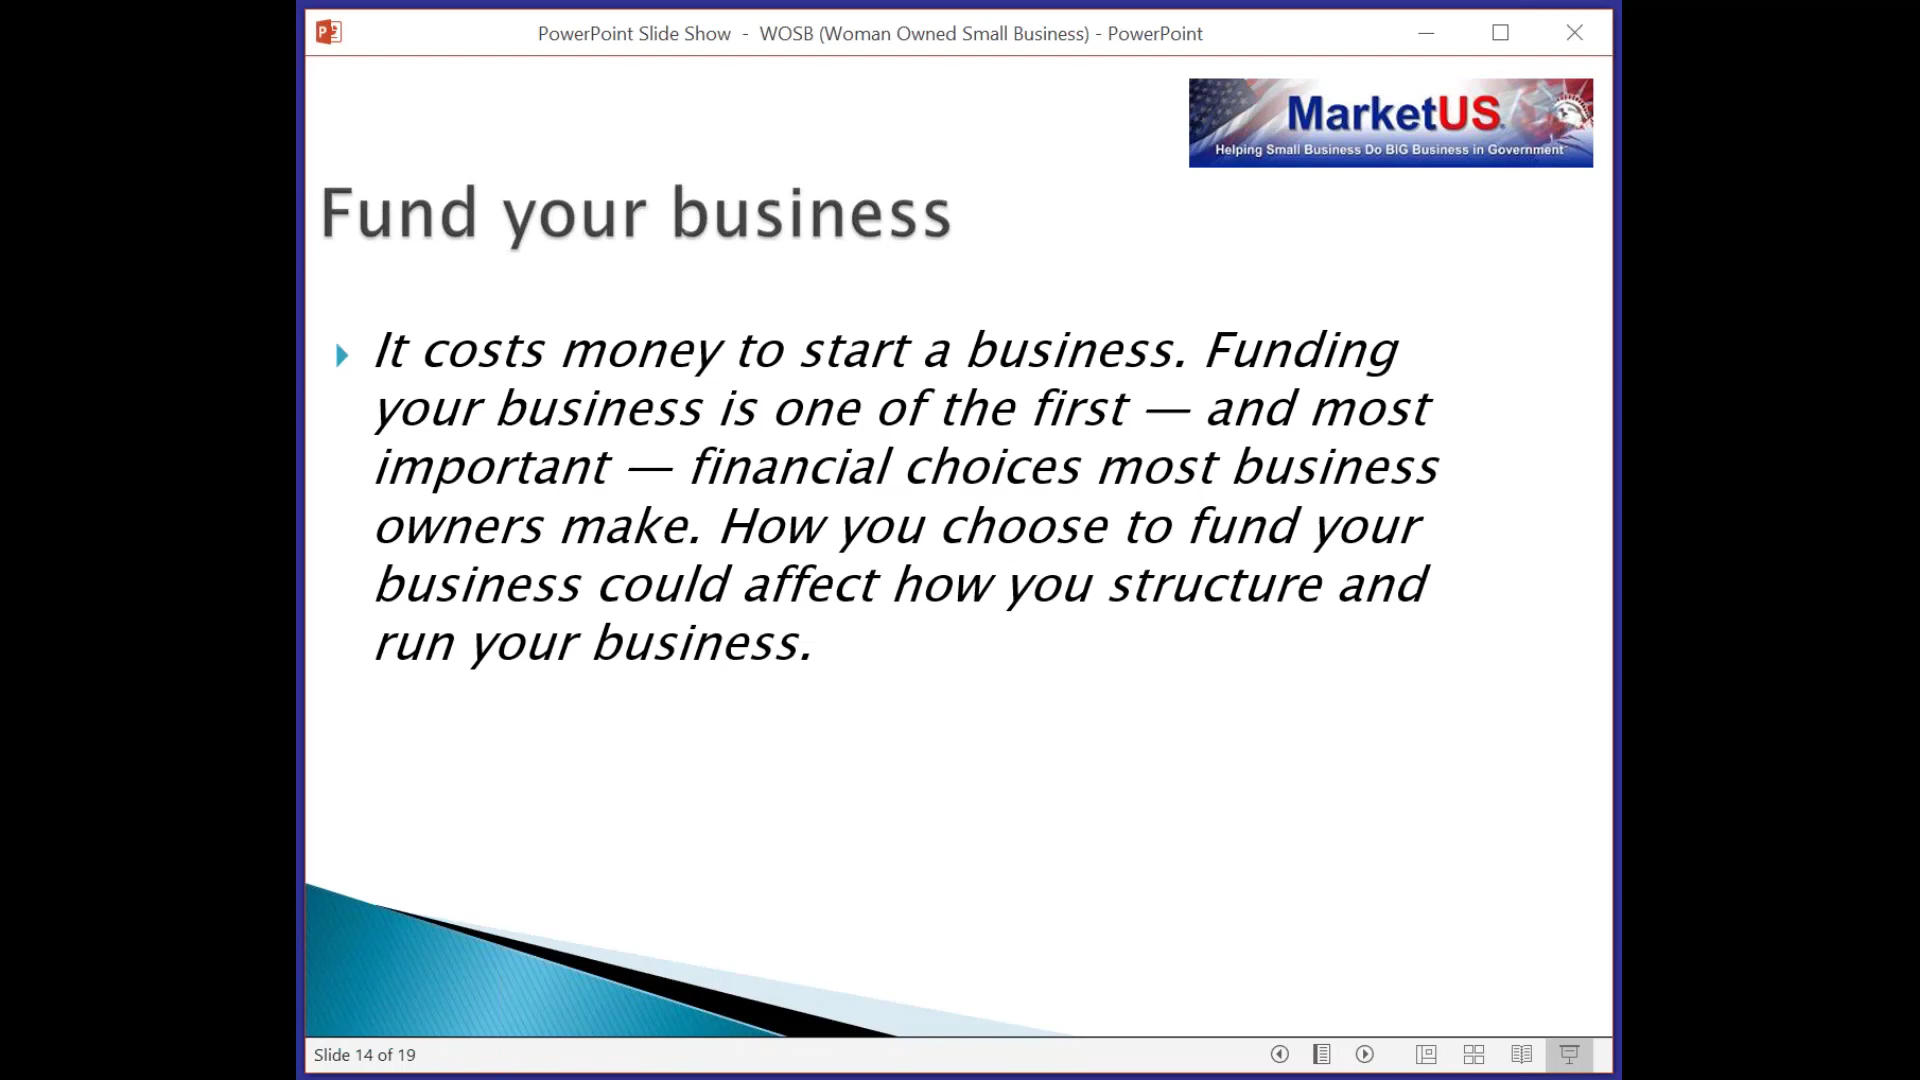 PowerPoint Slide Show - WOSB (Woman Owned Small Business) - PowerPoint
MarketUS
Helping Small Business Do BIG Business in Government
Fund your business
It costs money to start a business. Funding
your business is one of the first — and most
important — financial choices most business
owners make. How you choose to fund your
business could affect how you structure and
run your business.
Slide 14 of 19